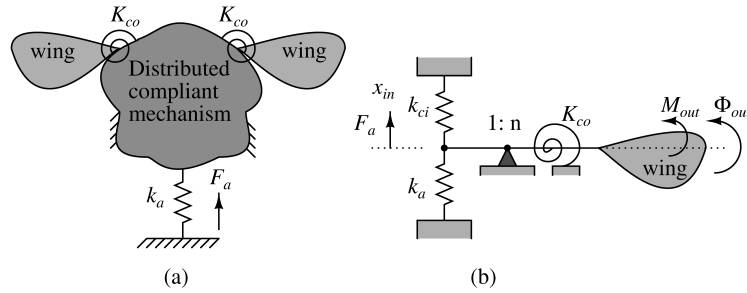 K_co K_co
wing wing
Distributed
compliant
mechanism
k_a F_a
(a)
x_in
F_a
k_ci
1: n
K_co
M_out Φ_ou
wing
k_a
(b)